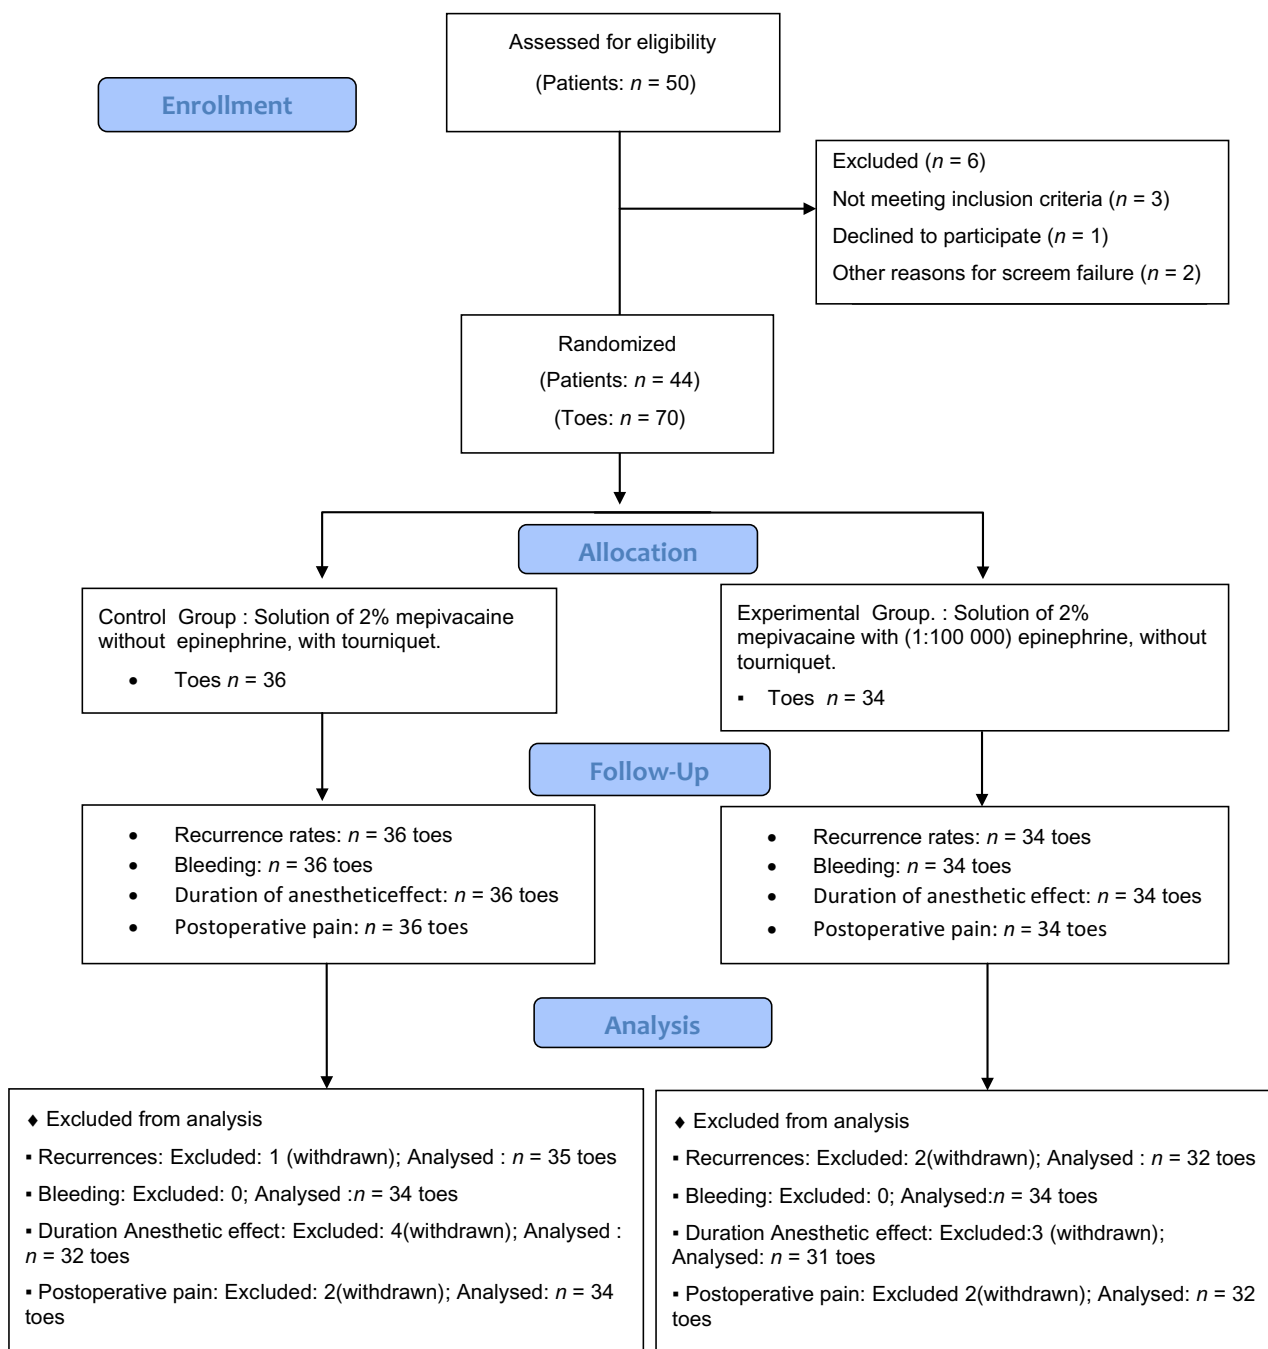 Assessed for eligibility
(Patients: n = 50)
Enrollment
Excluded (n = 6)
Not meeting inclusion criteria (n = 3)
Declined to participate (n = 1)
Other reasons for screem failure (n = 2)
Randomized
(Patients: n = 44)
(Toes: n = 70)
Allocation
Control Group : Solution of 2% mepivacaine
without epinephrine, with tourniquet.
• Toes n = 36
Experimental Group. : Solution of 2%
mepivacaine with (1:100 000) epinephrine, without
tourniquet.
▪ Toes n = 34
Follow-Up
• Recurrence rates: n = 36 toes
• Bleeding: n = 36 toes
• Duration of anestheticeffect: n = 36 toes
• Postoperative pain: n = 36 toes
• Recurrence rates: n = 34 toes
• Bleeding: n = 34 toes
• Duration of anesthetic effect: n = 34 toes
• Postoperative pain: n = 34 toes
Analysis
♦ Excluded from analysis
▪ Recurrences: Excluded: 1 (withdrawn); Analysed : n = 35 toes
▪ Bleeding: Excluded: 0; Analysed :n = 34 toes
▪ Duration Anesthetic effect: Excluded: 4(withdrawn); Analysed :
n = 32 toes
▪ Postoperative pain: Excluded: 2(withdrawn); Analysed: n = 34
toes
♦ Excluded from analysis
▪ Recurrences: Excluded: 2(withdrawn); Analysed : n = 32 toes
▪ Bleeding: Excluded: 0; Analysed:n = 34 toes
▪ Duration Anesthetic effect: Excluded:3 (withdrawn);
Analysed: n = 31 toes
▪ Postoperative pain: Excluded 2(withdrawn); Analysed: n = 32
toes